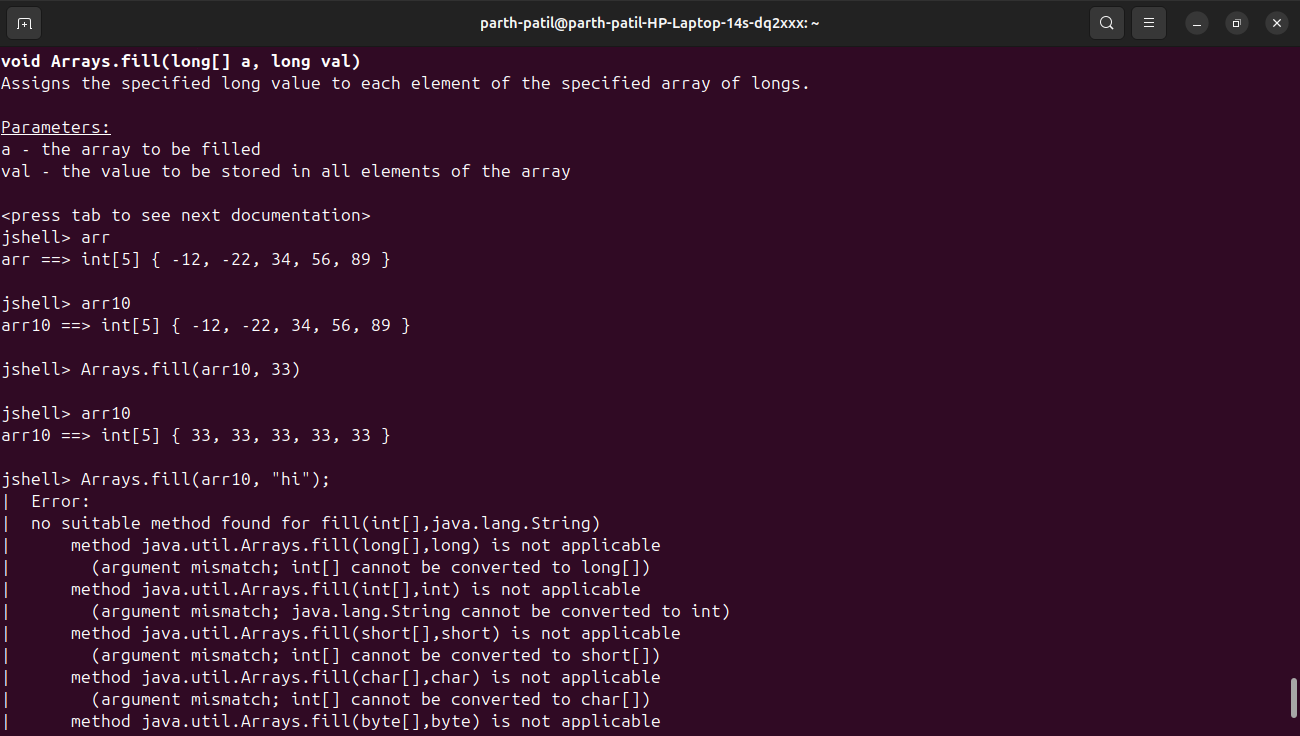 parth-patil@parth-patil-HP-Laptop-14s-dq2xxx: ~
void Arrays.fill(long[] a, long val)
Assigns the specified long value to each element of the specified array of longs.
Parameters:
a - the array to be filled
val - the value to be stored in all elements of the array
<press tab to see next documentation>
jshell> arr
arr ==> int[5] { -12, -22, 34, 56, 89 }
jshell> arr10
arr10 ==> int[5] { -12, -22, 34, 56, 89 }
jshell> Arrays.fill(arr10, 33)
jshell> arr10
arr10 ==> int[5] { 33, 33, 33, 33, 33 }
jshell> Arrays.fill(arr10, "hi");
|  Error:
|  no suitable method found for fill(int[],java.lang.String)
|      method java.util.Arrays.fill(long[],long) is not applicable
|        (argument mismatch; int[] cannot be converted to long[])
|      method java.util.Arrays.fill(int[],int) is not applicable
|        (argument mismatch; java.lang.String cannot be converted to int)
|      method java.util.Arrays.fill(short[],short) is not applicable
|        (argument mismatch; int[] cannot be converted to short[])
|      method java.util.Arrays.fill(char[],char) is not applicable
|        (argument mismatch; int[] cannot be converted to char[])
|      method java.util.Arrays.fill(byte[],byte) is not applicable